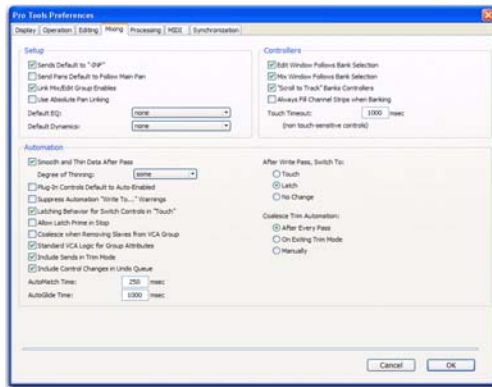 Pro Tools Preferences
Display Operation Editing Mixing Processing MIDI Synchronization
Setup
Sends Default to "-INF"
Send Pans Default to Follow Main Pan
Link Mix/Edit Group Enables
Use Absolute Pan Linking
Default EQ: none
Default Dynamics: none
Controllers
Edit Window Follows Bank Selection
Mix Window Follows Bank Selection
"Scroll to Track" Banks Controllers
Always Fill Channel Strips when Banking
Touch Timeout: 1000 msec
(non touch-sensitive controls)
Automation
Smooth and Thin Data After Pass
Degree of Thinning: some
Plug-In Controls Default to Auto-Enabled
Suppress Automation "Write To..." Warnings
Latching Behavior for Switch Controls in "Touch"
Allow Latch Prime in Stop
Coalesce when Removing Slaves from VCA Group
Standard VCA Logic for Group Attributes
Include Sends in Trim Mode
Include Control Changes in Undo Queue
AutoMatch Time: 250 msec
AutoGlide Time: 1000 msec
After Write Pass, Switch To:
Touch
Latch
No Change
Coalesce Trim Automation:
After Every Pass
On Exiting Trim Mode
Manually
Cancel OK